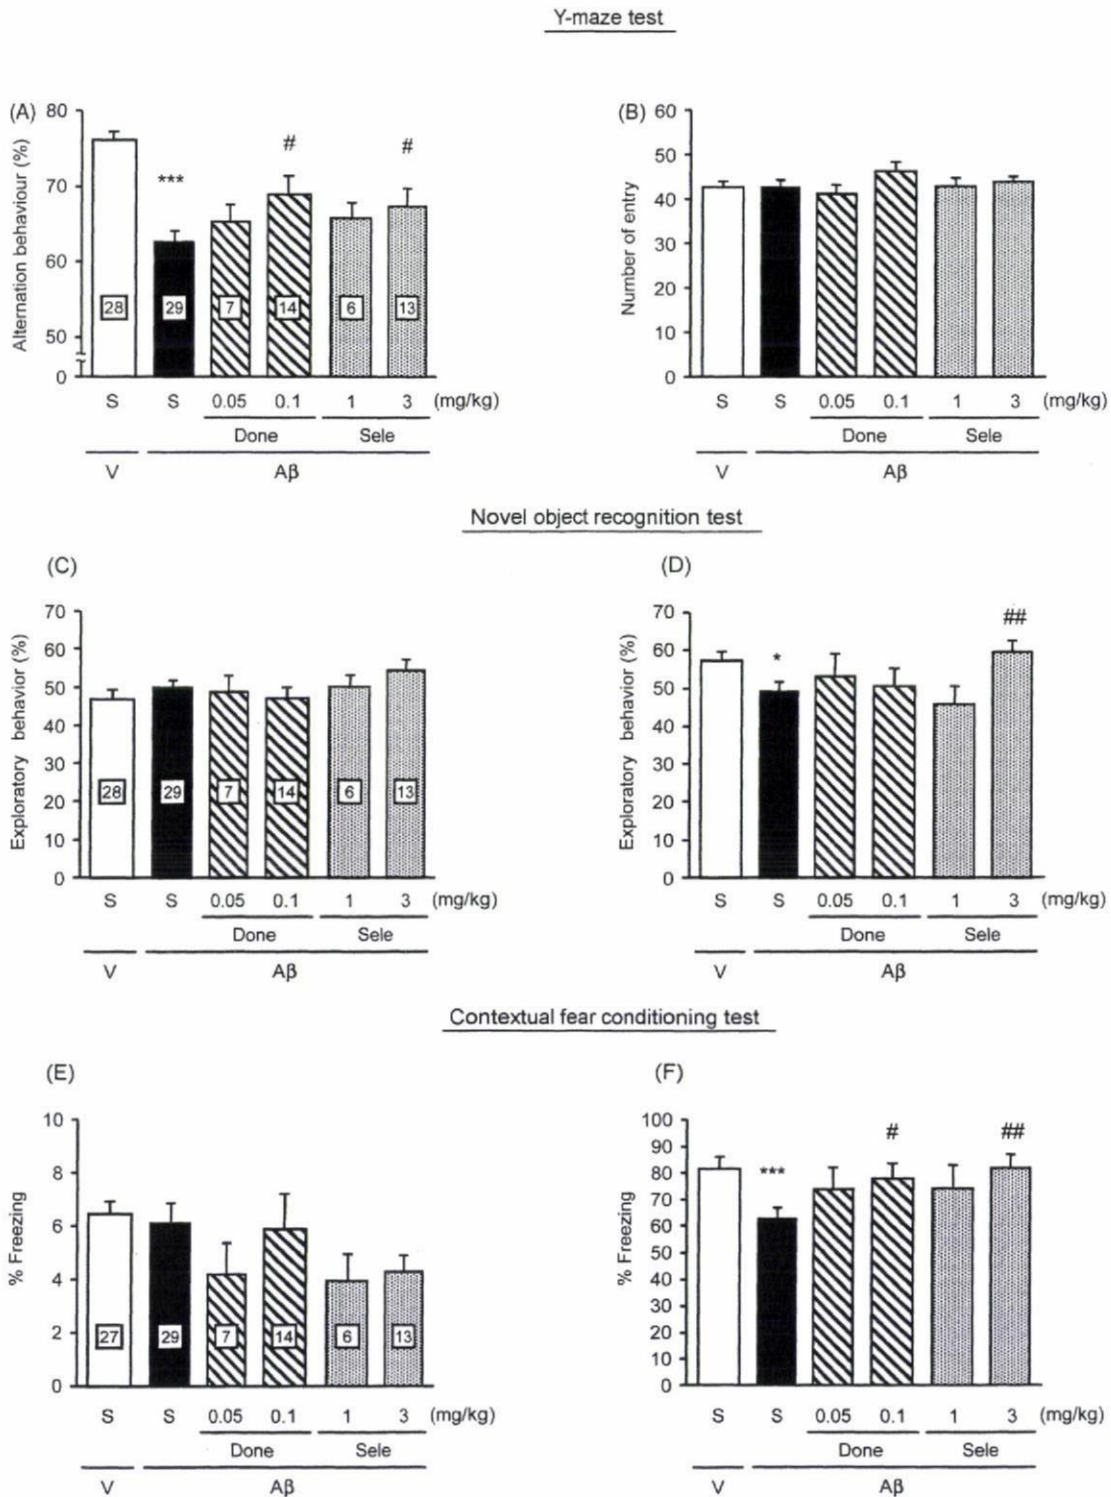 Y-maze test
(A)
Alternation behaviour (%)
80
70
60
50
0
***
#
#
28
29
7
14
6
13
S
S
0.05
0.1
1
3
(mg/kg)
Done
Sele
V
Aβ
(B)
Number of entry
60
50
40
30
20
10
0
S
S
0.05
0.1
1
3
(mg/kg)
Done
Sele
V
Aβ
Novel object recognition test
(C)
Exploratory behavior (%)
70
60
50
40
30
20
10
0
28
29
7
14
6
13
S
S
0.05
0.1
1
3
(mg/kg)
Done
Sele
V
Aβ
(D)
Exploratory behavior (%)
70
60
50
40
30
20
10
0
*
##
S
S
0.05
0.1
1
3
(mg/kg)
Done
Sele
V
Aβ
Contextual fear conditioning test
(E)
% Freezing
10
8
6
4
2
0
27
29
7
14
6
13
S
S
0.05
0.1
1
3
(mg/kg)
Done
Sele
V
Aβ
(F)
% Freezing
100
90
80
70
60
50
40
30
20
10
0
***
#
##
S
S
0.05
0.1
1
3
(mg/kg)
Done
Sele
V
Aβ